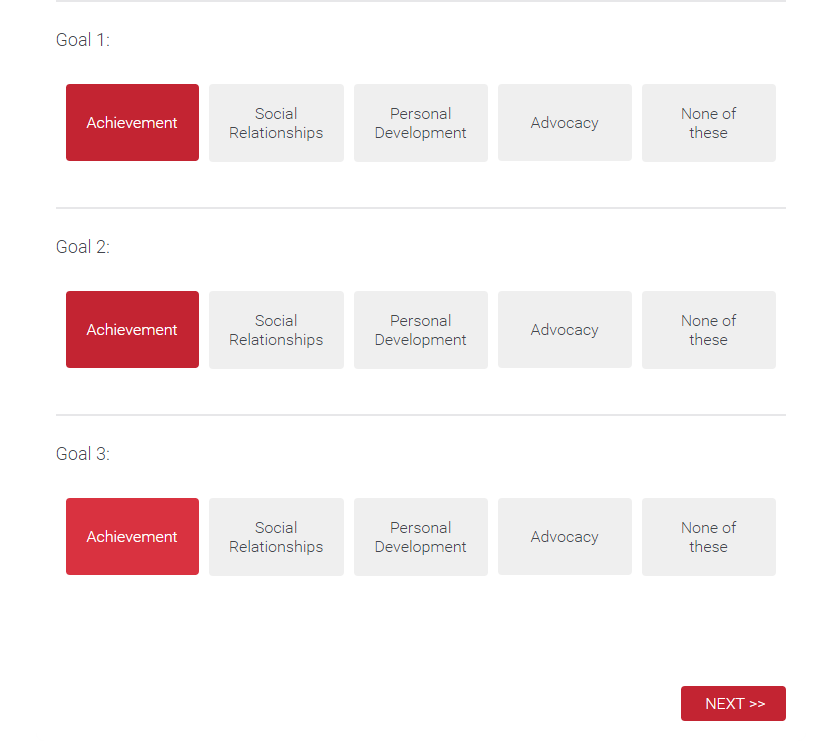 Goal 1:
Achievement
Social
Relationships
Personal
Development
Advocacy
None of
these
Goal 2:
Achievement
Social
Relationships
Personal
Development
Advocacy
None of
these
Goal 3:
Achievement
Social
Relationships
Personal
Development
Advocacy
None of
these
NEXT >>